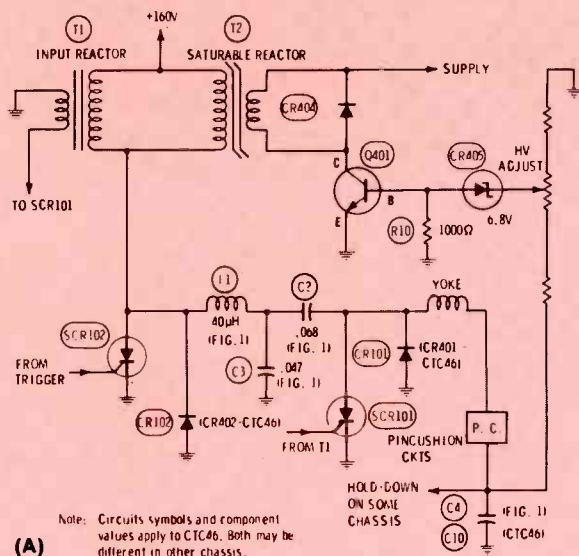 T1
INPUT REACTOR
+160V
T2
SATURABLE REACTOR
SUPPLY
CR404
Q401
CR405
HV
ADJUST
C
B
E
R10
1000Ω
6.8V
TO SCR101
L1
40μH
(FIG. 1)
C2
.068
(FIG. 1)
YOKE
SCR102
FROM
TRIGGER
C3
.047
(FIG. 1)
CR101
(CR401
CTC46)
CR102
(CR402-CTC46)
SCR101
FROM T1
P. C.
PINCUSHION
CKTS
HOLD-DOWN
ON SOME
CHASSIS
C4
(FIG. 1)
C10
(CTC46)
(A)
Note: Circuits symbols and component
values apply to CTC46. Both may be
different in other chassis.